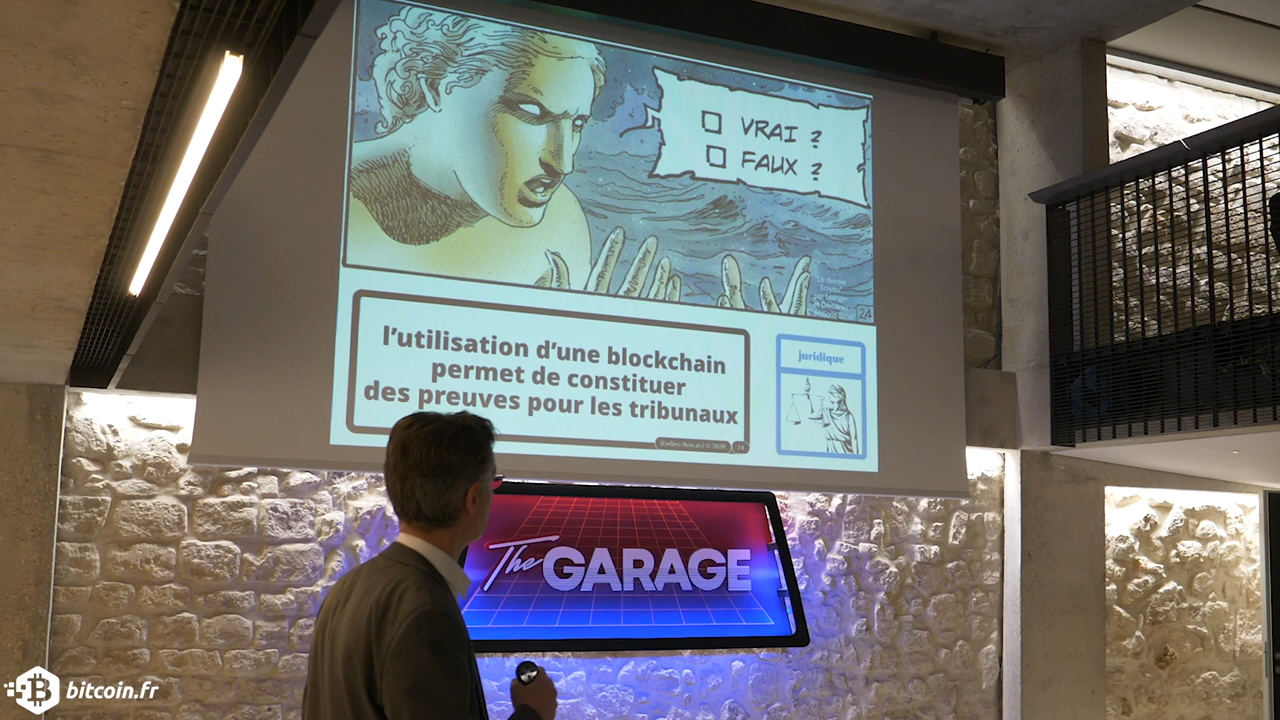 VRAI ?
FAUX ?
24
l'utilisation d'une blockchain
permet de constituer
des preuves pour les tribunaux
juridique
24
The GARAGE
bitcoin.fr